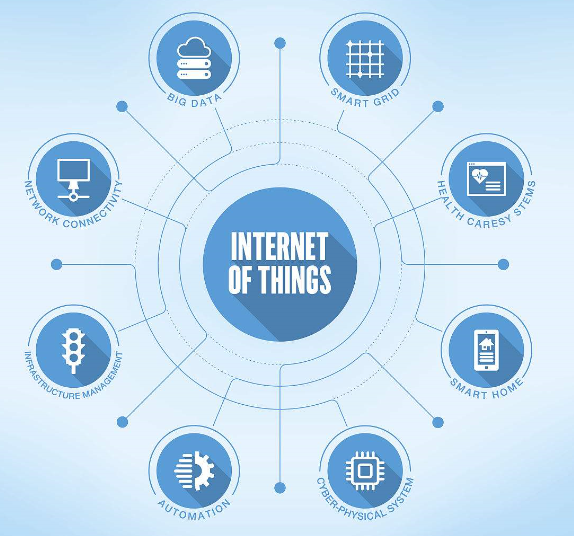 BIG DATA
SMART GRID
NETWORK CONNECTIVITY
HEALTH CARESY STEMS
INTERNET
OF THINGS
INFRASTRUCTURE MANAGEMENT
SMART HOME
AUTOMATION
CYBER-PHYSICAL SYSTEM